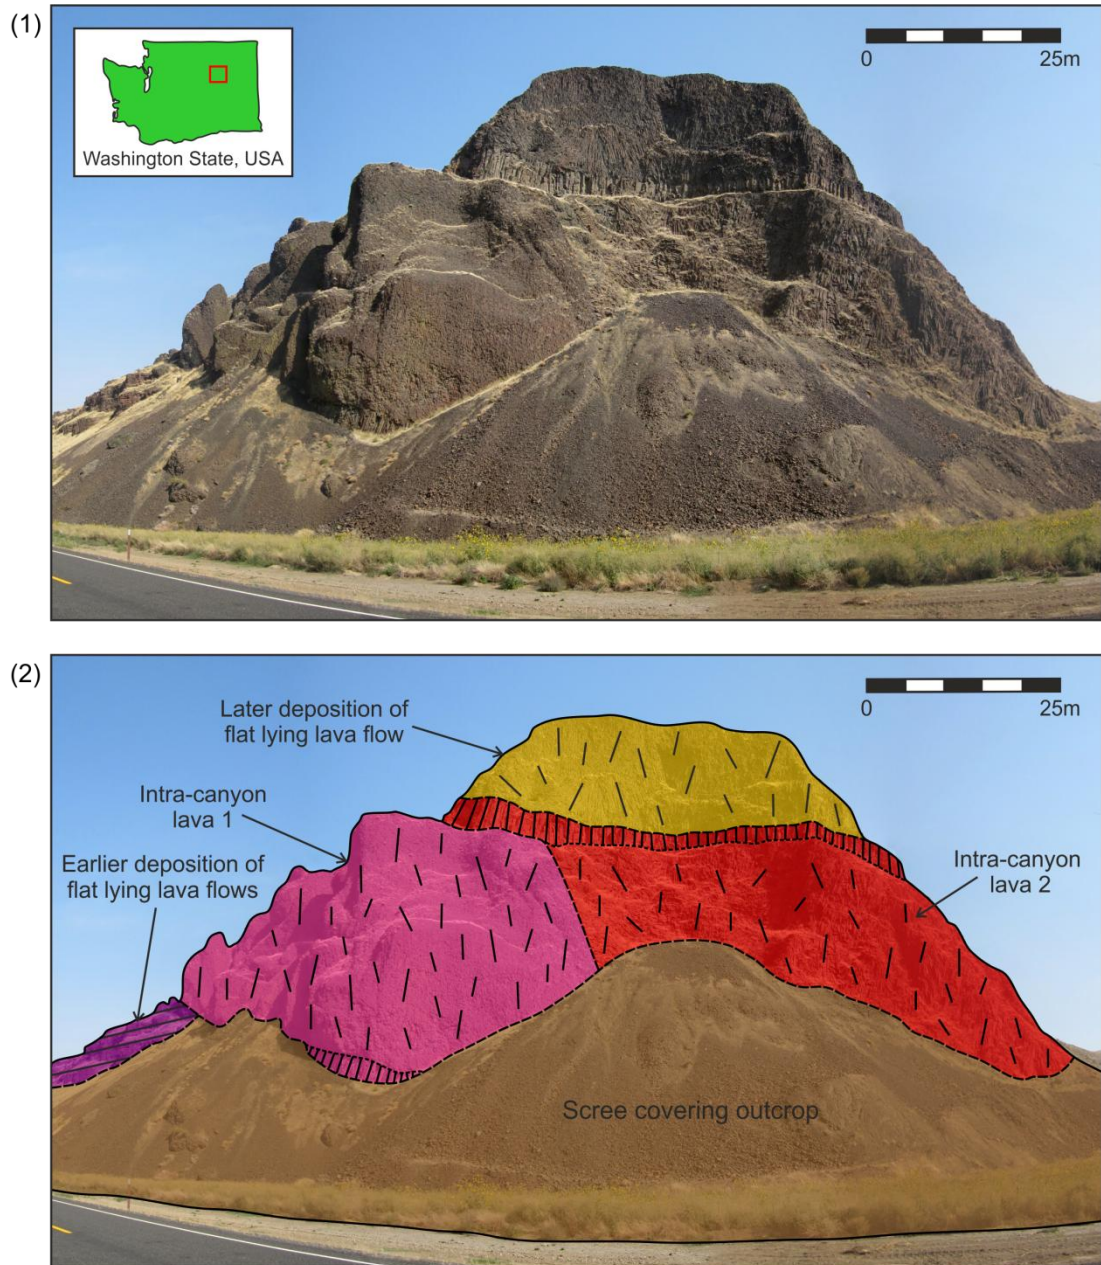 (1)
Washington State, USA
0
25m
(2)
Later deposition of
flat lying lava flow
0
25m
Intra-canyon
lava 1
Earlier deposition of
flat lying lava flows
Intra-canyon
lava 2
Scree covering outcrop